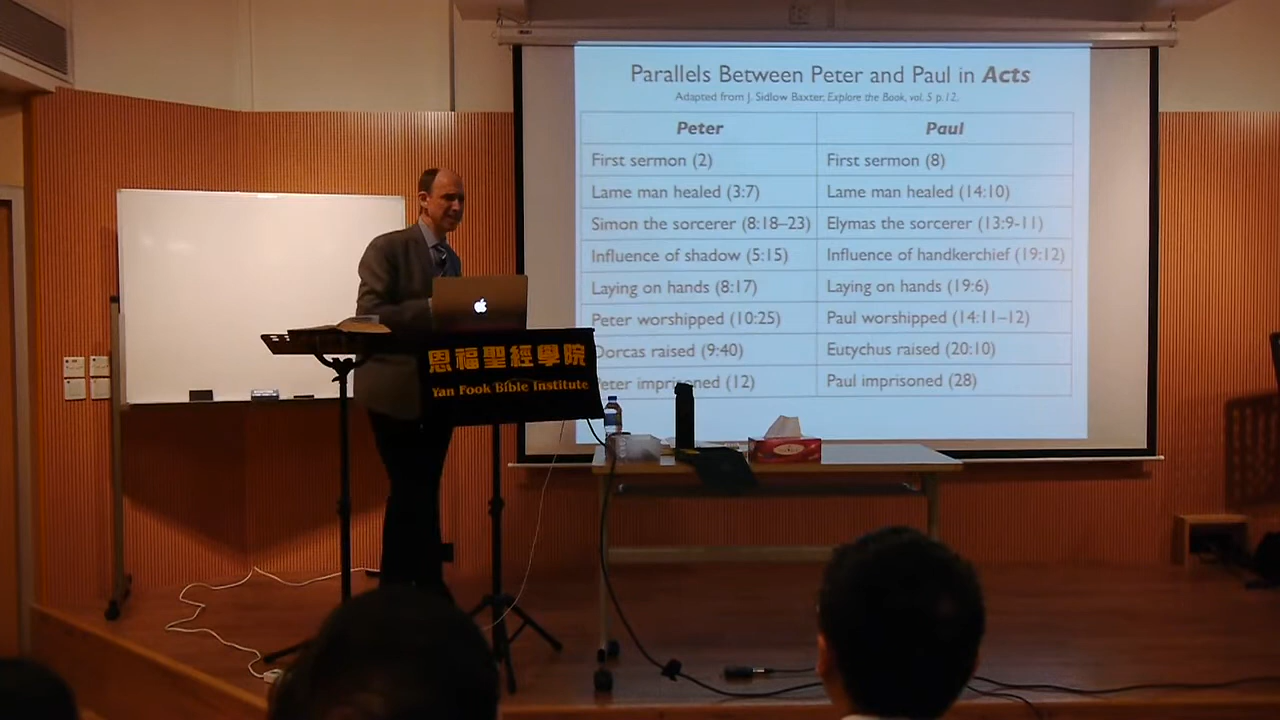 Parallels Between Peter and Paul in Acts
Adapted from J. Sidlow Baxter, Explore the Book, vol. 5 p.12.
Peter Paul
First sermon (2) First sermon (8)
Lame man healed (3:7) Lame man healed (14:10)
Simon the sorcerer (8:18–23) Elymas the sorcerer (13:9-11)
Influence of shadow (5:15) Influence of handkerchief (19:12)
Laying on hands (8:17) Laying on hands (19:6)
Peter worshipped (10:25) Paul worshipped (14:11–12)
Dorcas raised (9:40) Eutychus raised (20:10)
eter imprisoned (12) Paul imprisoned (28)
恩福聖經學院
Yan Fook Bible Institute